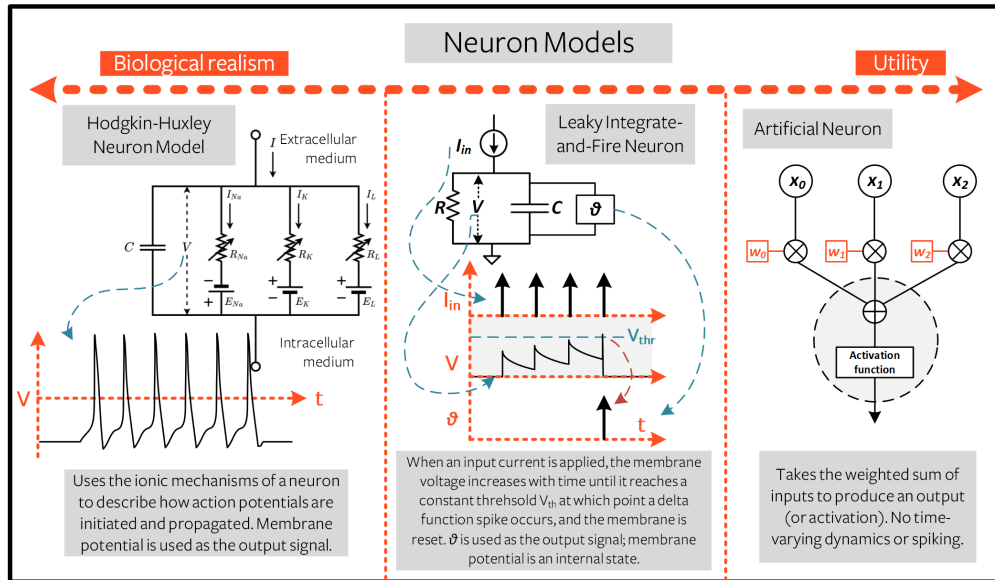 Neuron Models
Biological realism
Utility
Hodgkin-Huxley
Neuron Model
I
Extracellular
medium
I_Na
I_K
I_L
C
V
R_Na
R_K
R_L
−
+
−
−
+
+
+
−
E_Na
E_K
E_L
Intracellular
medium
V
t
Uses the ionic mechanisms of a neuron
to describe how action potentials are
initiated and propagated. Membrane
potential is used as the output signal.
Leaky Integrate-
and-Fire Neuron
I_in
R
V
C
ϑ
I_in
V_thr
V
ϑ
t
When an input current is applied, the membrane
voltage increases with time until it reaches a
constant threhsold V_th at which point a delta
function spike occurs, and the membrane is
reset. ϑ is used as the output signal; membrane
potential is an internal state.
Artificial Neuron
x_0
x_1
x_2
w_0
w_1
w_2
Activation
function
Takes the weighted sum of
inputs to produce an output
(or activation). No time-
varying dynamics or spiking.